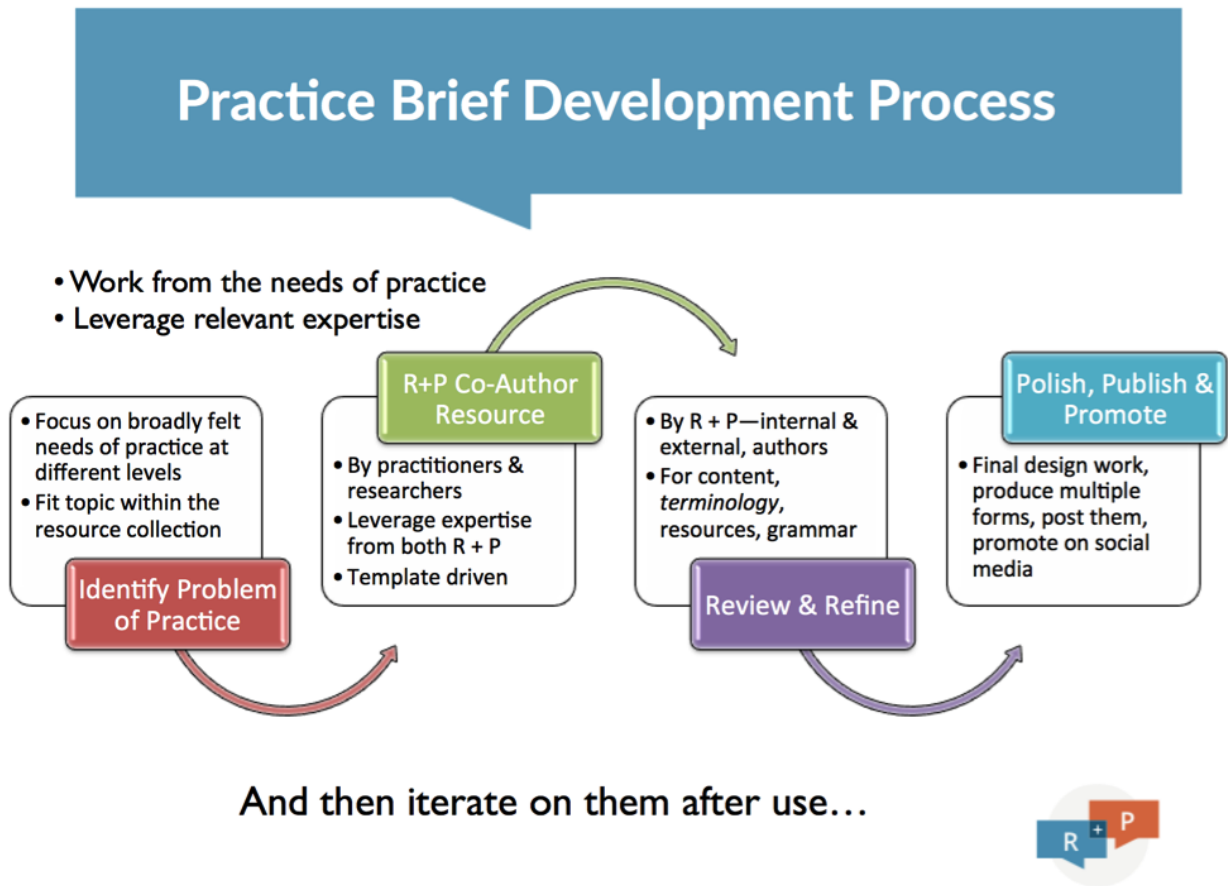 Practice Brief Development Process
• Work from the needs of practice
• Leverage relevant expertise
• Focus on broadly felt
needs of practice at
different levels
• Fit topic within the
resource collection
Identify Problem
of Practice
R+P Co-Author
Resource
• By practitioners &
researchers
• Leverage expertise
from both R + P
• Template driven
• By R + P—internal &
external, authors
• For content,
terminology,
resources, grammar
Review & Refine
Polish, Publish &
Promote
• Final design work,
produce multiple
forms, post them,
promote on social
media
And then iterate on them after use…
R + P